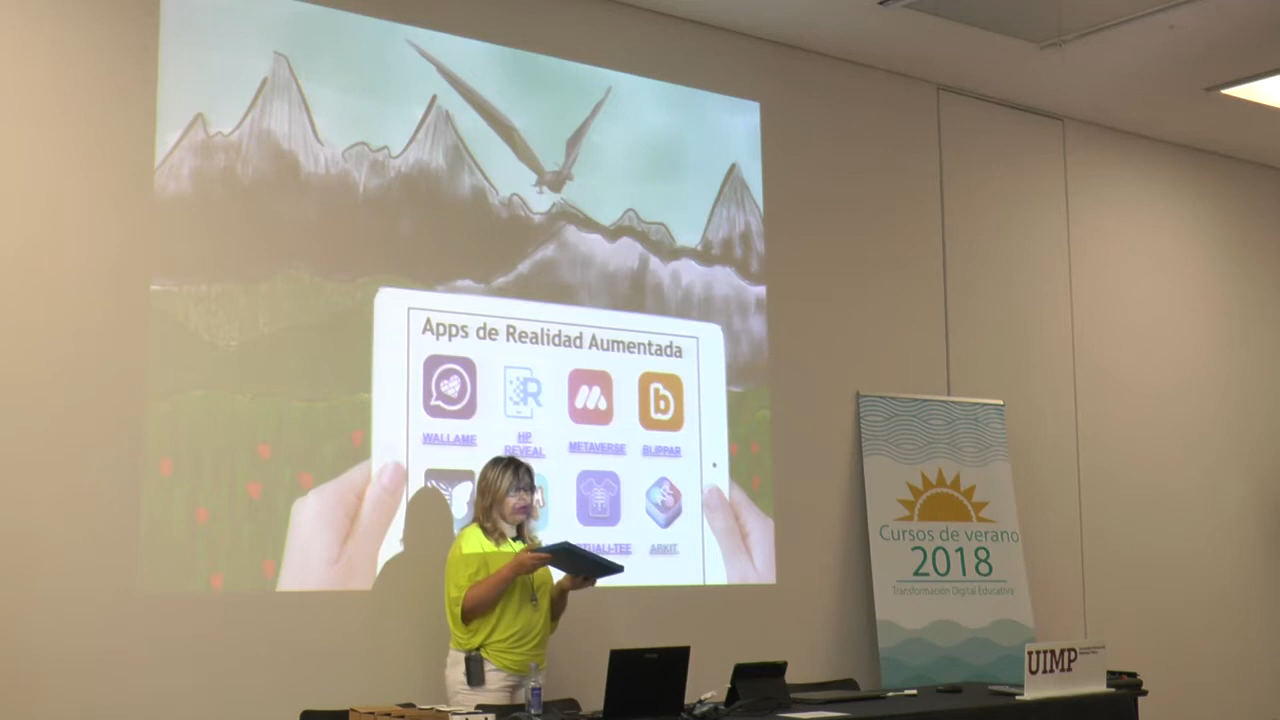 Apps de Realidad Aumentada
WALLAME
HP
REVEAL
METAVERSE
BLIPPAR
ARKIT
Cursos de verano
2018
Transformación Digital Educativa
UIMP